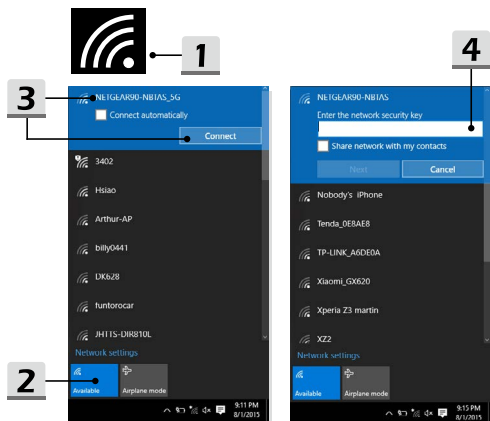 1
3
NETGEAR90-NBTAS_5G
Connect automatically
Connect
3402
Hsiao
Arthur-AP
billy0441
DK628
funtorocar
JHTTS-DIR810L
Network settings
2
Available
Airplane mode
9:11 PM
8/1/2015
4
NETGEAR90-NBTAS
Enter the network security key
Share network with my contacts
Next
Cancel
Nobody's iPhone
Tenda_0E8AE8
TP-LINK_A6DE0A
Xiaomi_GX620
Xperia Z3 martin
XZ2
Network settings
Available
Airplane mode
9:15 PM
8/1/2015